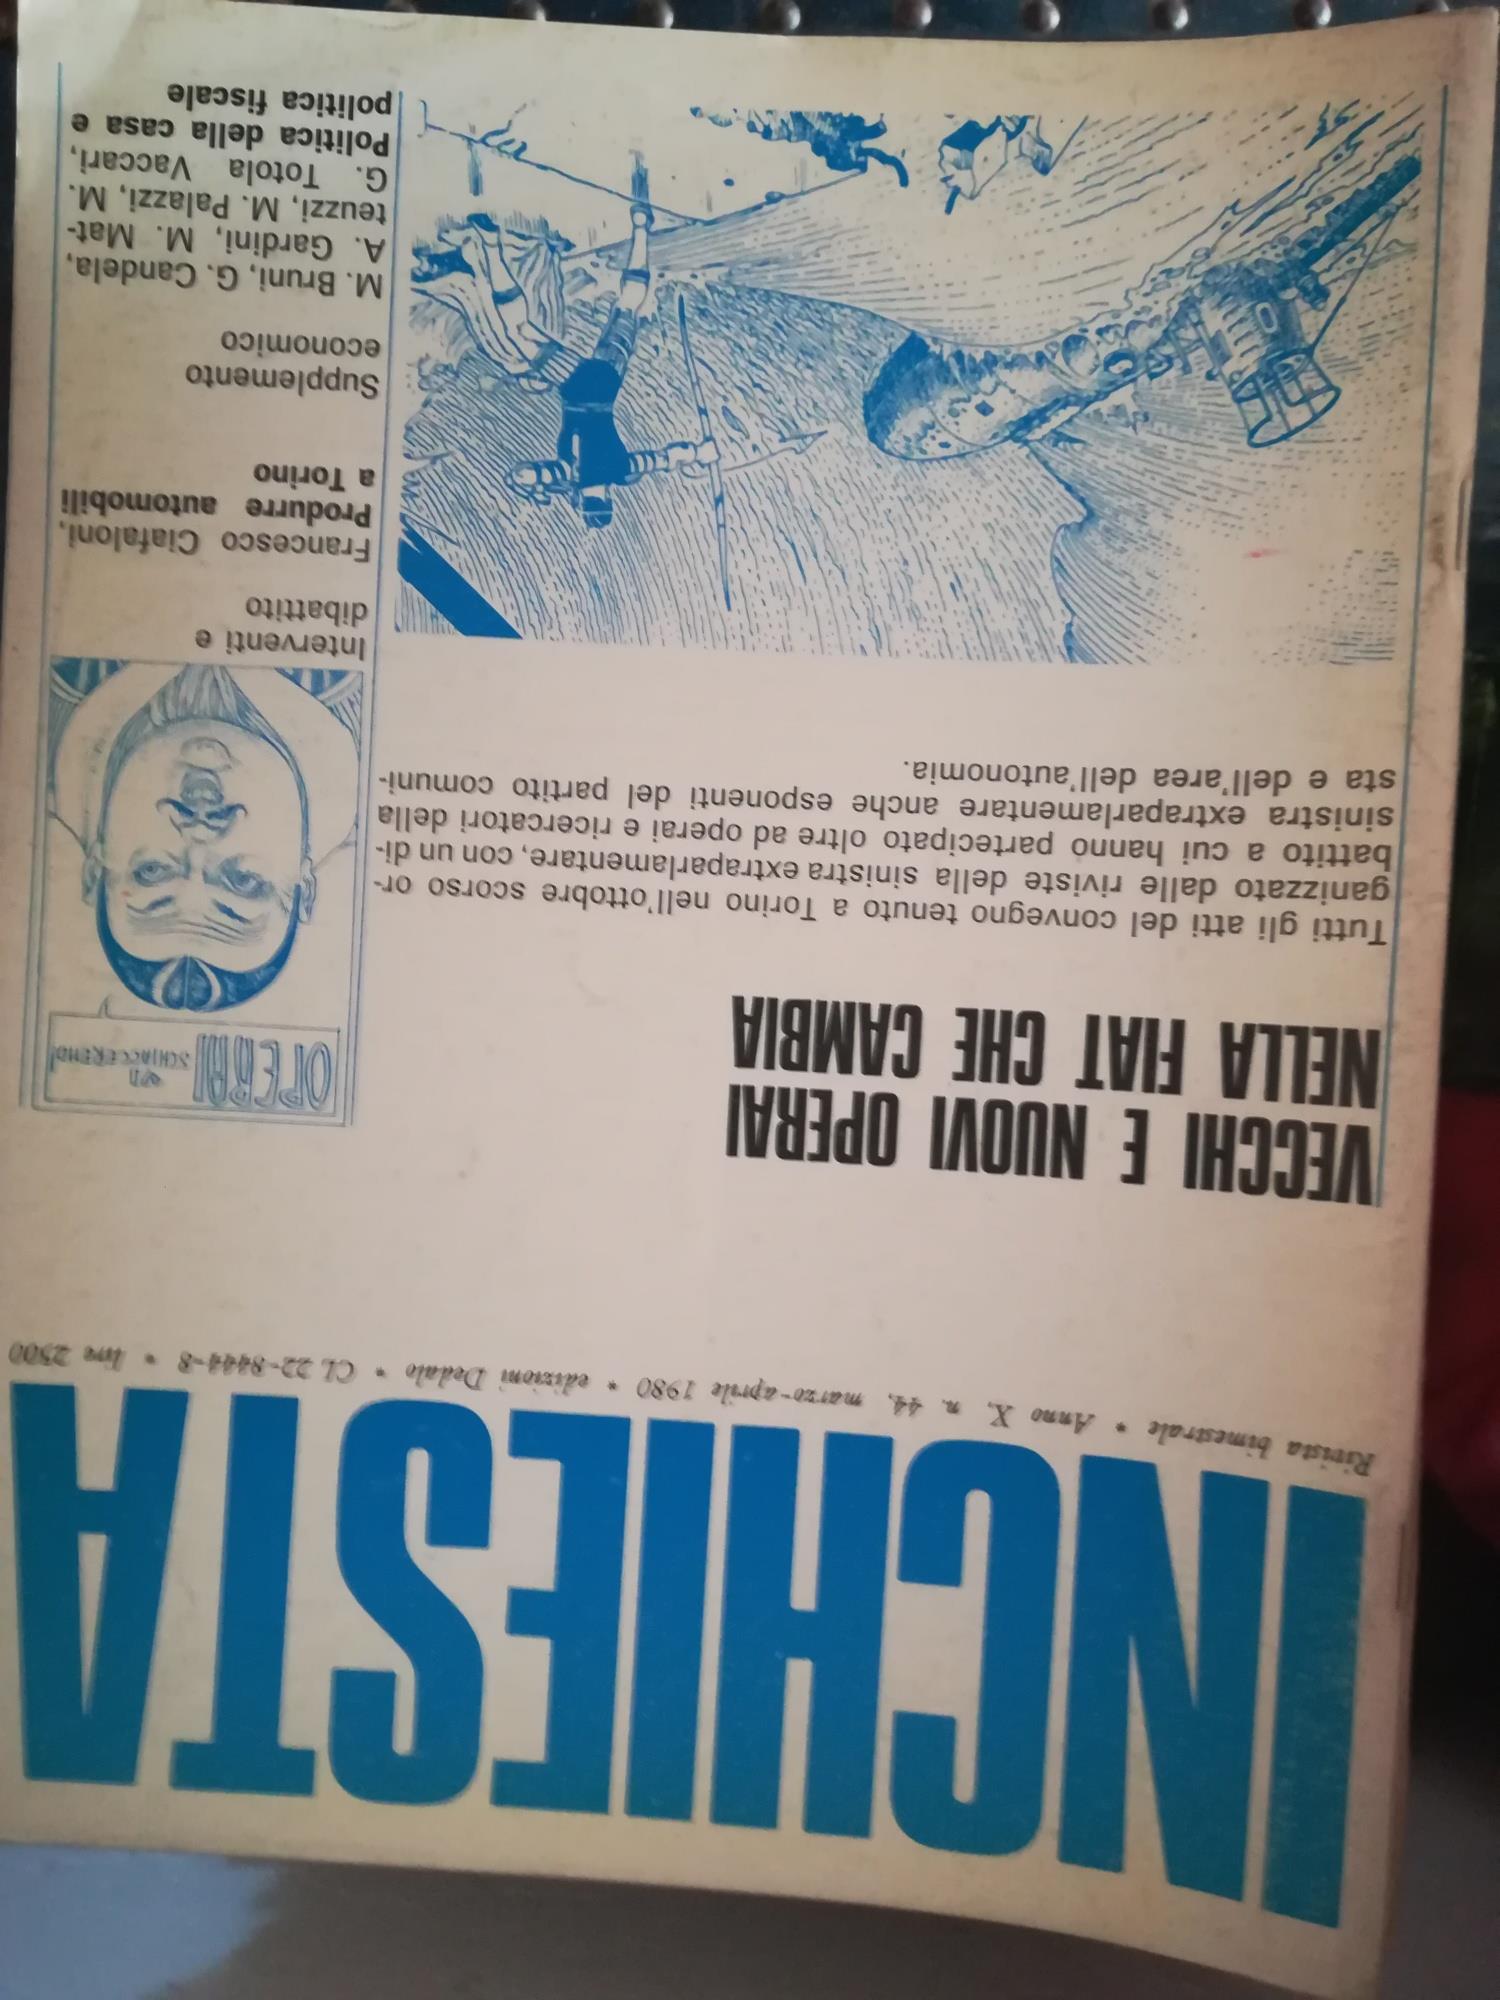 INCHIESTA
Rivista bimestrale * Anno X, n. 44, marzo-aprile 1980 * edizioni Dedalo * CL 22-8444-8 * lire 2500
VECCHI E NUOVI OPERAI
NELLA FIAT CHE CAMBIA
Tutti gli atti del convegno tenuto a Torino nell'ottobre scorso or-
ganizzato dalle riviste della sinistra extraparlamentare, con un di-
battito a cui hanno partecipato oltre ad operai e ricercatori della
sinistra extraparlamentare anche esponenti del partito comuni-
sta e dell'area dell'autonomia.
OPERAI
VI
SCHIACCEREMO!
Interventi e
dibattito
Francesco Ciafaloni,
Produrre automobili
a Torino
Supplemento
economico
M. Bruni, G. Candela,
A. Gardini, M. Mat-
teuzzi, M. Palazzi, M.
G. Totola Vaccari,
Politica della casa e
politica fiscale